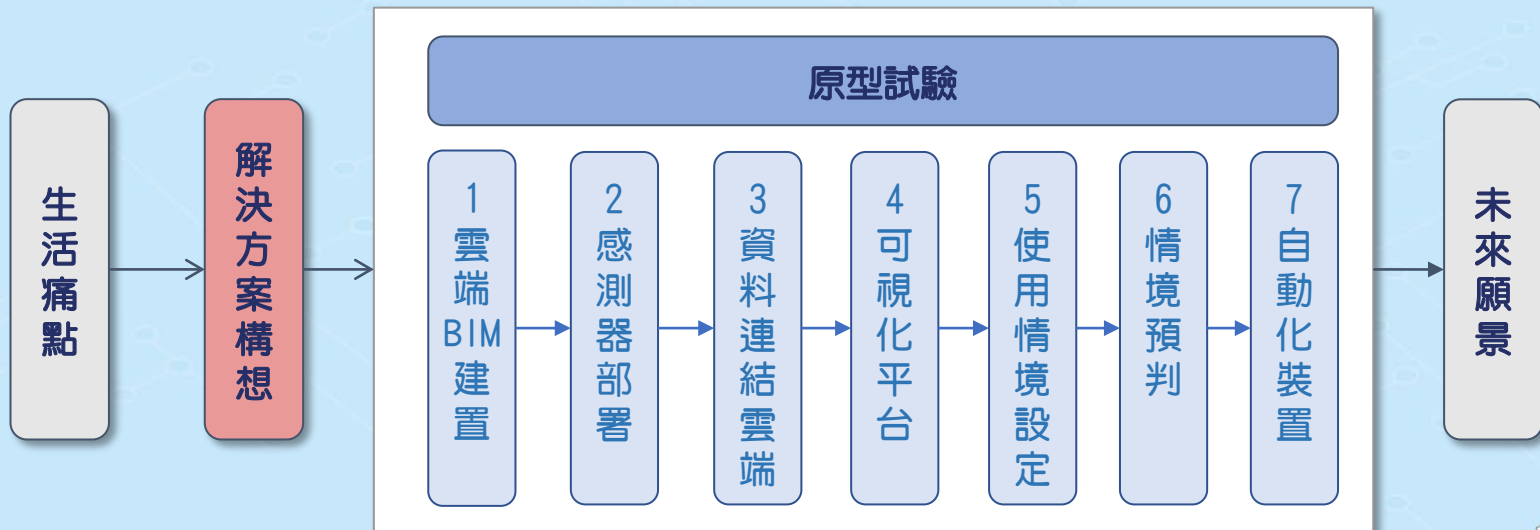 生活痛點
解決方案構想
原型試驗
1雲端BIM建置
2感測器部署
3資料連結雲端
4可視化平台
5使用情境設定
6情境預判
7自動化裝置
未來願景